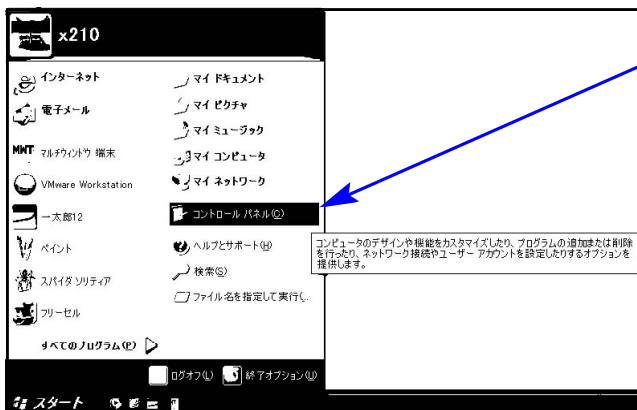 x210
インターネット
電子メール
MWT マルチウィンドウ 端末
VMware Workstation
一太郎12
ペイント
スパイダ ソリティア
フリーセル
すべてのプログラム(P)
マイ ドキュメント
マイ ピクチャ
マイ ミュージック
マイ コンピュータ
マイ ネットワーク
コントロール パネル(C)
ヘルプとサポート(H)
検索(S)
ファイル名を指定して実行(...
コンピュータのデザインや機能をカスタマイズしたり、プログラムの追加または削除
を行ったり、ネットワーク接続やユーザー アカウントを設定したりするオプションを
提供します。
ログオフ(L) 終了オプション(U)
スタート